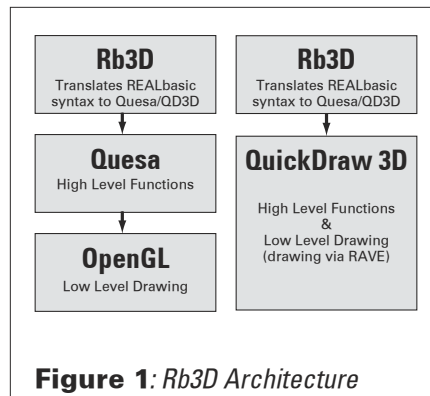 Rb3D
Translates REALbasic
syntax to Quesa/QD3D
Quesa
High Level Functions
OpenGL
Low Level Drawing
Rb3D
Translates REALbasic
syntax to Quesa/QD3D
QuickDraw 3D
High Level Functions
&
Low Level Drawing
(drawing via RAVE)
Figure 1: Rb3D Architecture